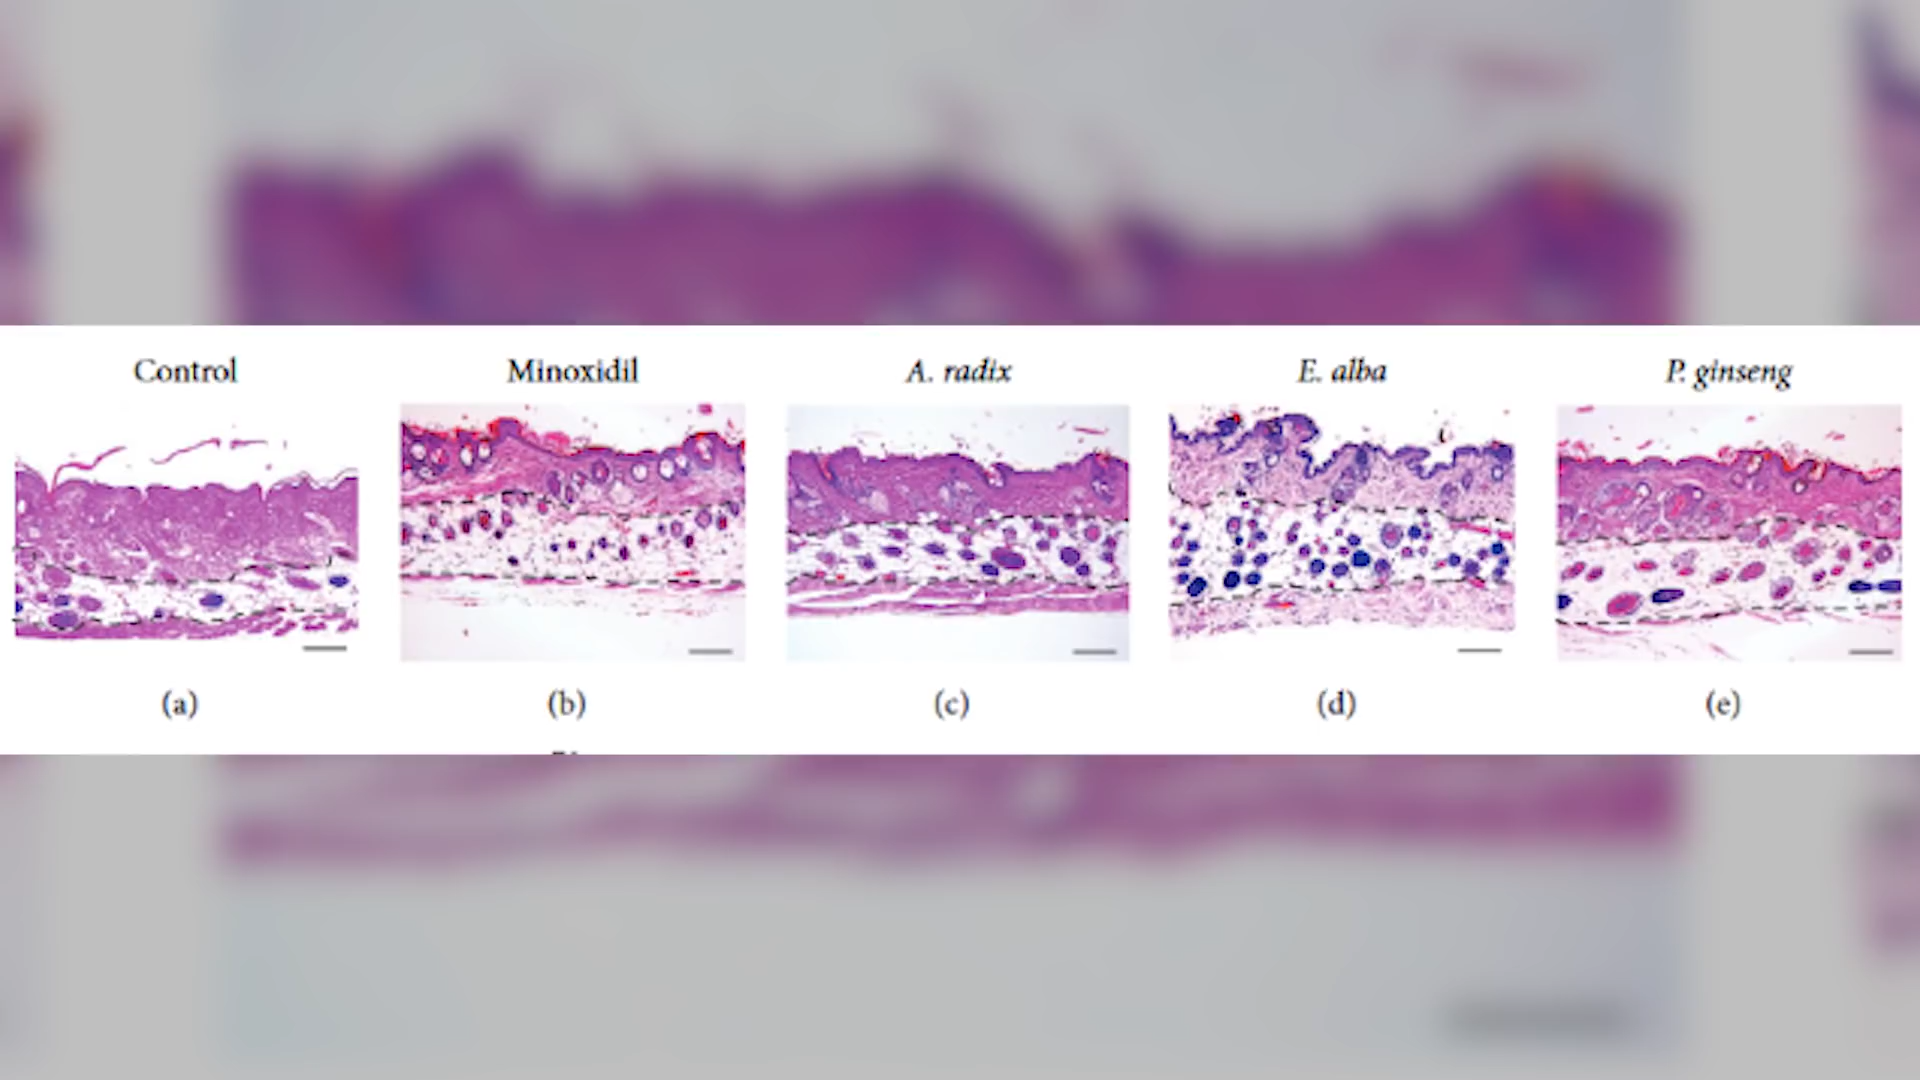 Control Minoxidil A. radix E. alba P. ginseng
(a) (b) (c) (d) (e)